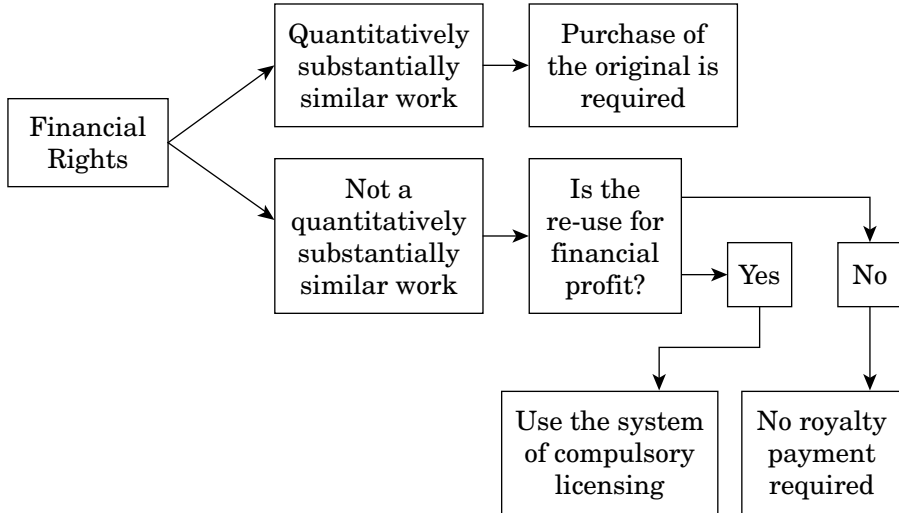 Quantitatively
substantially
similar work
Purchase of
the original is
required
Financial
Rights
Not a
quantitatively
substantially
similar work
Is the
re-use for
financial
profit?
Yes
No
Use the system
of compulsory
licensing
No royalty
payment
required